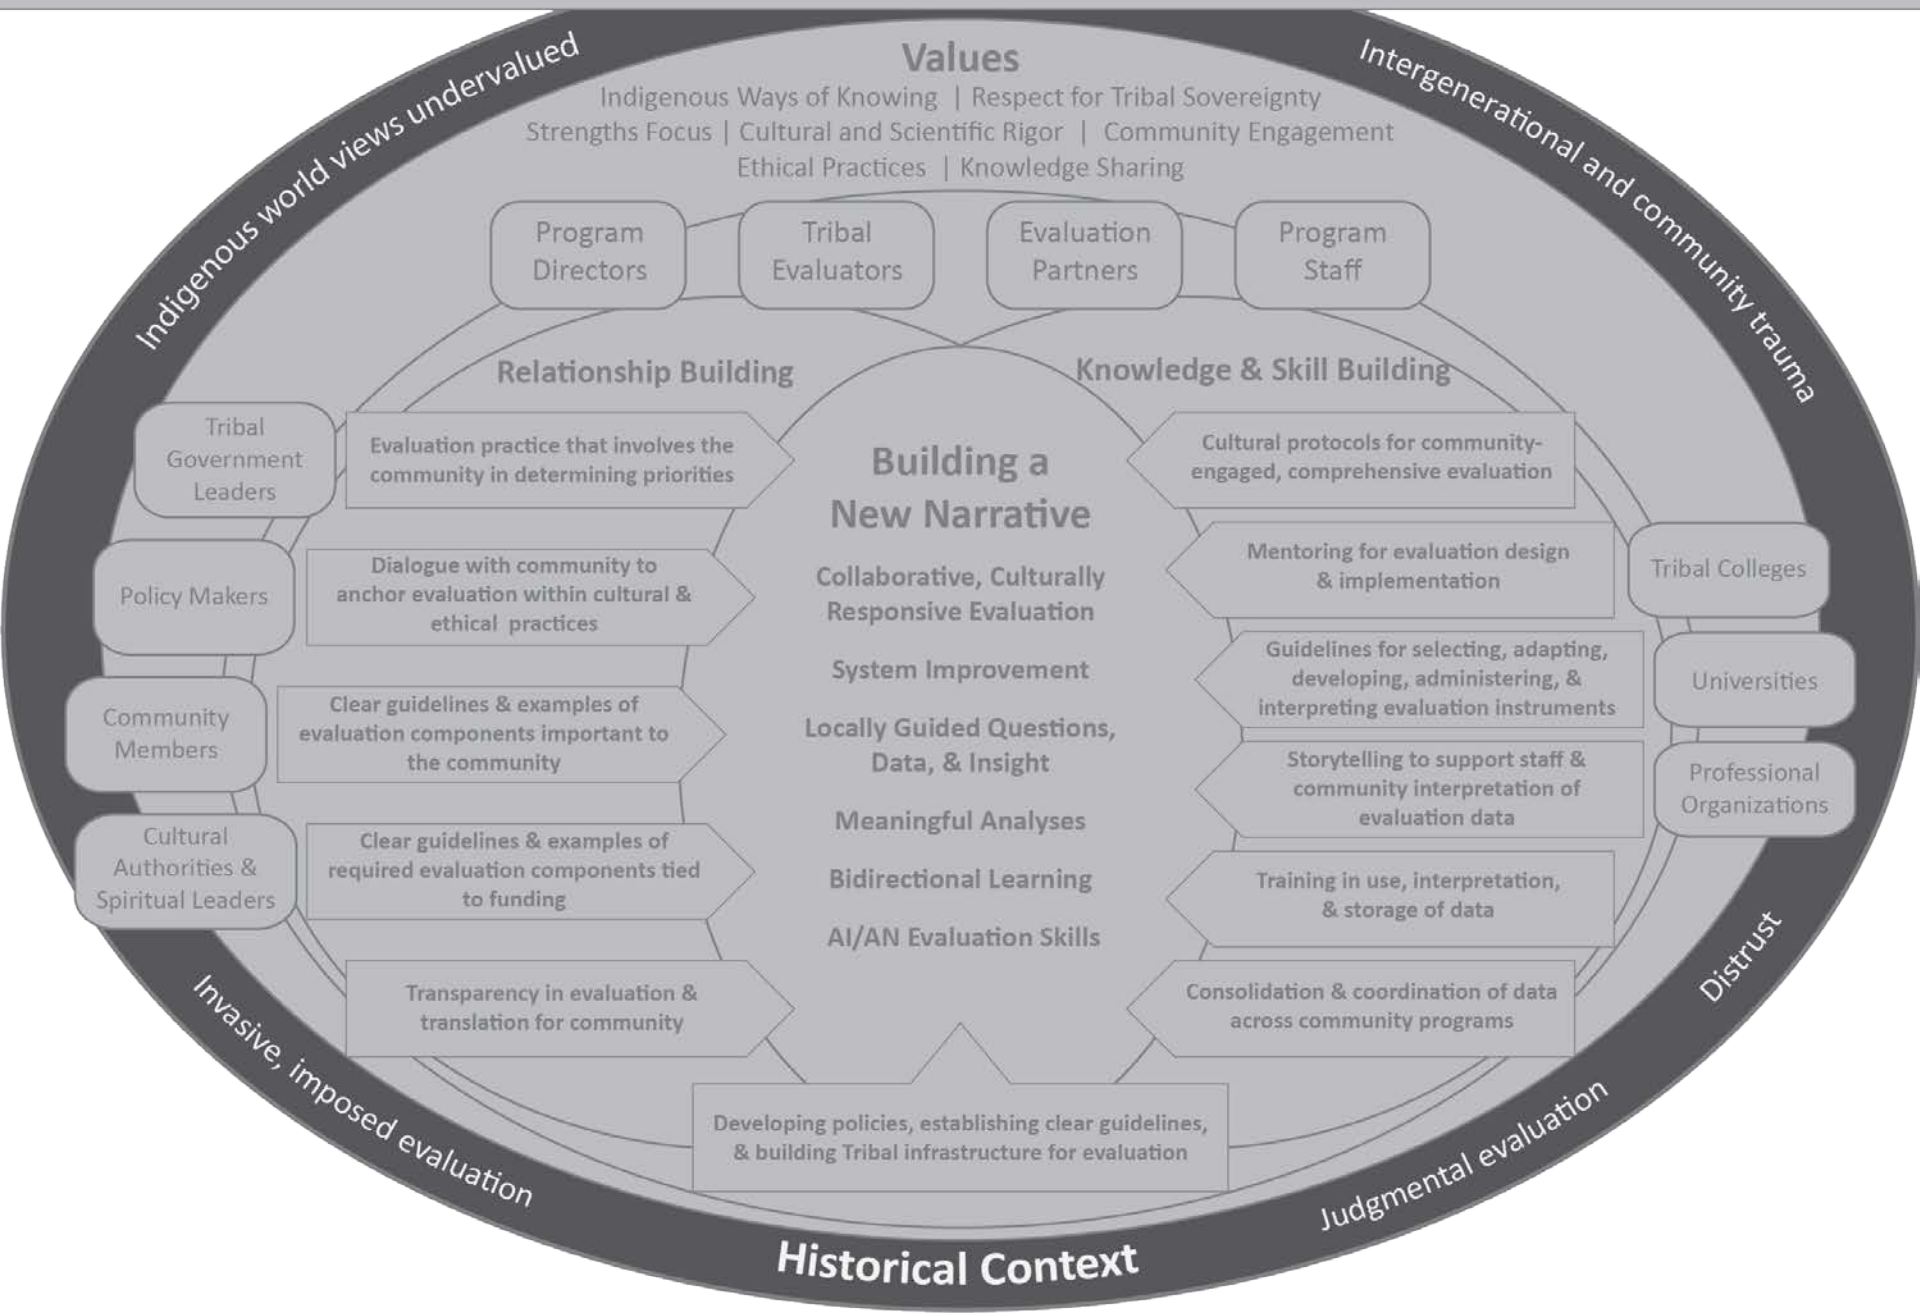 Indigenous world views undervalued
Intergenerational and community trauma
Values
Indigenous Ways of Knowing | Respect for Tribal Sovereignty
Strengths Focus | Cultural and Scientific Rigor | Community Engagement
Ethical Practices | Knowledge Sharing
Program
Directors
Tribal
Evaluators
Evaluation
Partners
Program
Staff
Relationship Building
Knowledge & Skill Building
Tribal
Government
Leaders
Policy Makers
Community
Members
Cultural
Authorities &
Spiritual Leaders
Evaluation practice that involves the
community in determining priorities
Dialogue with community to
anchor evaluation within cultural &
ethical practices
Clear guidelines & examples of
evaluation components important to
the community
Clear guidelines & examples of
required evaluation components tied
to funding
Transparency in evaluation &
translation for community
Building a
New Narrative
Collaborative, Culturally
Responsive Evaluation
System Improvement
Locally Guided Questions,
Data, & Insight
Meaningful Analyses
Bidirectional Learning
AI/AN Evaluation Skills
Cultural protocols for community-
engaged, comprehensive evaluation
Mentoring for evaluation design
& implementation
Guidelines for selecting, adapting,
developing, administering, &
interpreting evaluation instruments
Storytelling to support staff &
community interpretation of
evaluation data
Training in use, interpretation,
& storage of data
Consolidation & coordination of data
across community programs
Tribal Colleges
Universities
Professional
Organizations
Developing policies, establishing clear guidelines,
& building Tribal infrastructure for evaluation
Invasive, imposed evaluation
Distrust
Judgmental evaluation
Historical Context